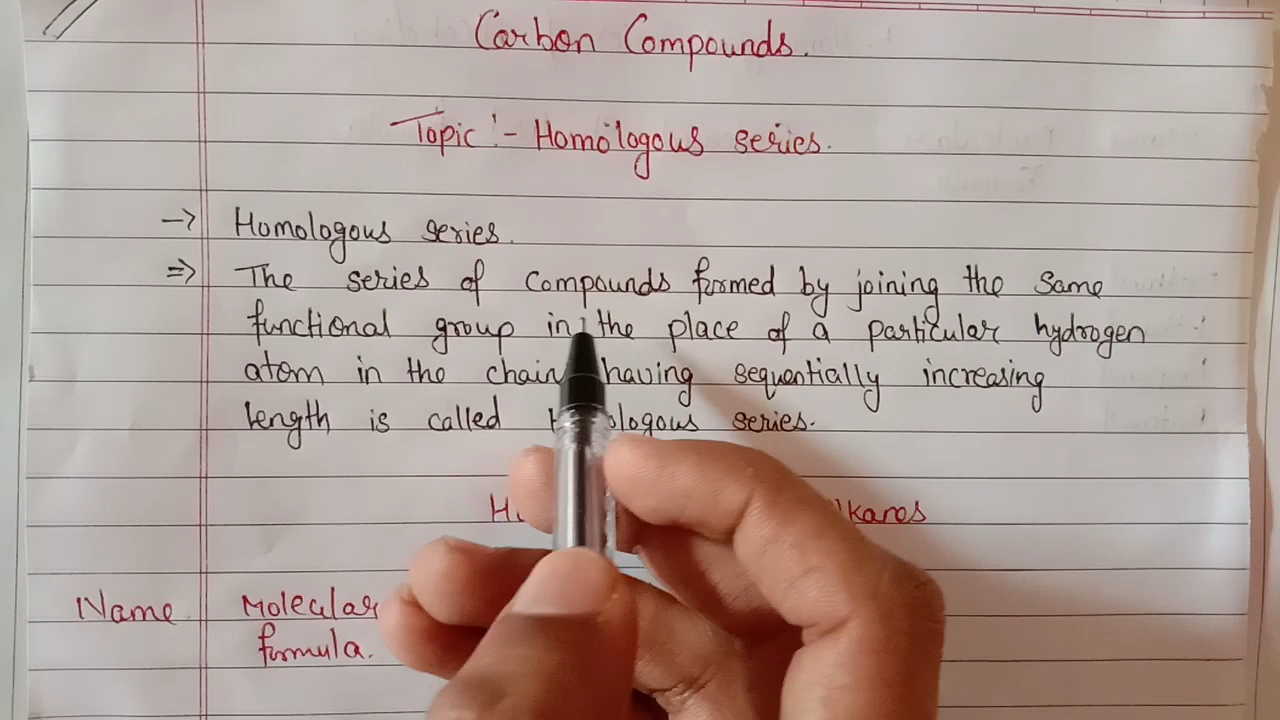 Carbon Compounds.
Topic :- Homologous series.
→ Homologous series.
⇒ The series of compounds formed by joining the same
functional group in the place of a particular hydrogen
atom in the chain having sequentially increasing
length is called series.
Name Molecular
formula.